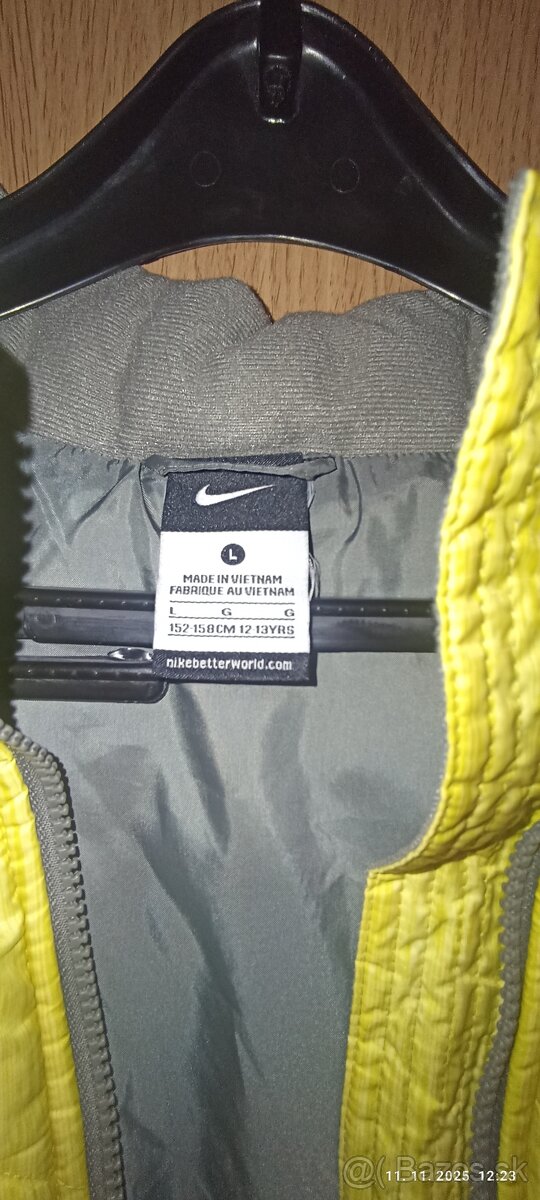 L
MADE IN VIETNAM
FABRIQUE AU VIETNAM
L G G
152-158CM 12-13YRS
nikebetterworld.com
@( Bazos.sk
11. 11. 2025 12:23